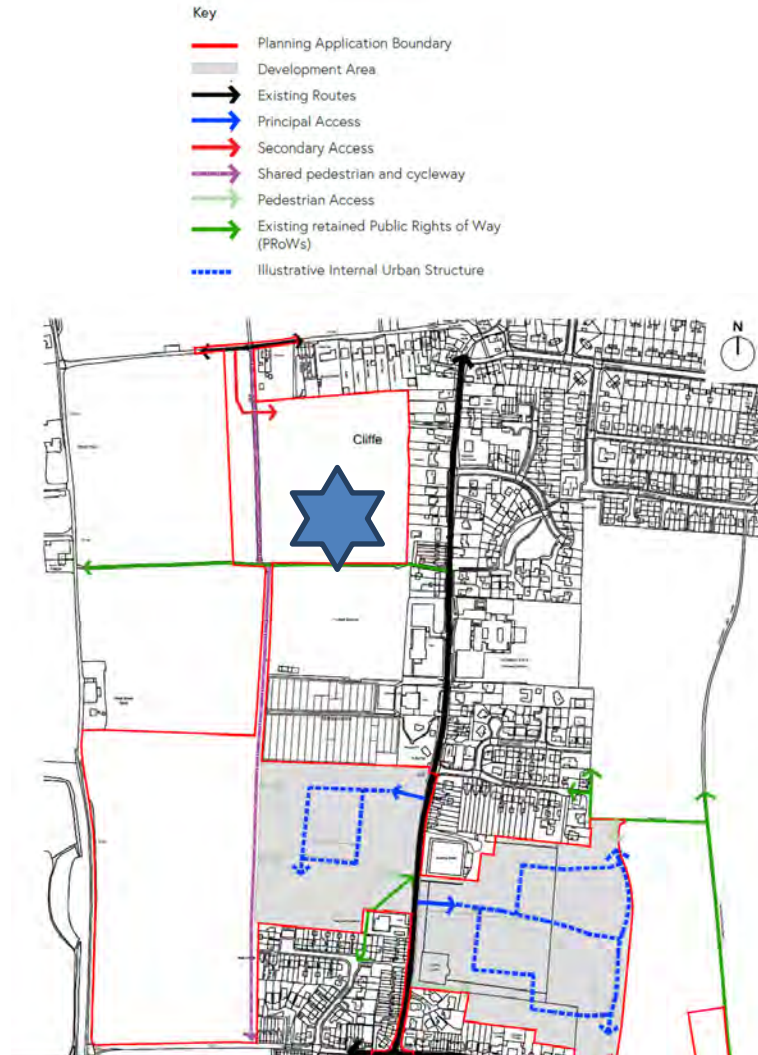 Key
Planning Application Boundary
Development Area
Existing Routes
Principal Access
Secondary Access
Shared pedestrian and cycleway
Pedestrian Access
Existing retained Public Rights of Way
(PRoWs)
Illustrative Internal Urban Structure
N
Cliffe